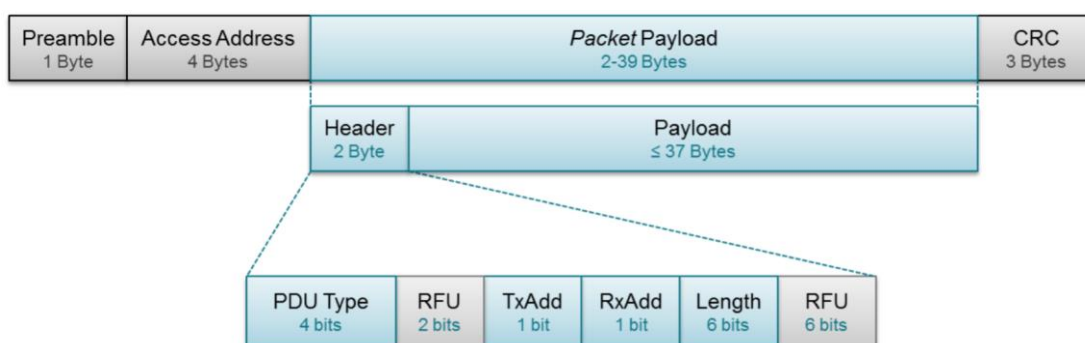 Preamble Access Address Packet Payload CRC
1 Byte 4 Bytes 2-39 Bytes 3 Bytes
Header Payload
2 Byte ≤ 37 Bytes
PDU Type RFU TxAdd RxAdd Length RFU
4 bits 2 bits 1 bit 1 bit 6 bits 6 bits